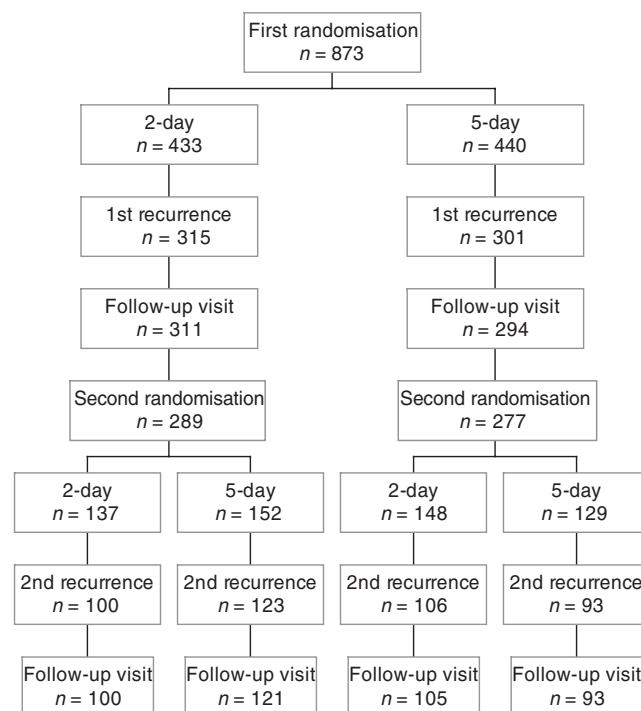 First randomisation
n = 873
2-day
n = 433
5-day
n = 440
1st recurrence
n = 315
1st recurrence
n = 301
Follow-up visit
n = 311
Follow-up visit
n = 294
Second randomisation
n = 289
Second randomisation
n = 277
2-day
n = 137
5-day
n = 152
2-day
n = 148
5-day
n = 129
2nd recurrence
n = 100
2nd recurrence
n = 123
2nd recurrence
n = 106
2nd recurrence
n = 93
Follow-up visit
n = 100
Follow-up visit
n = 121
Follow-up visit
n = 105
Follow-up visit
n = 93